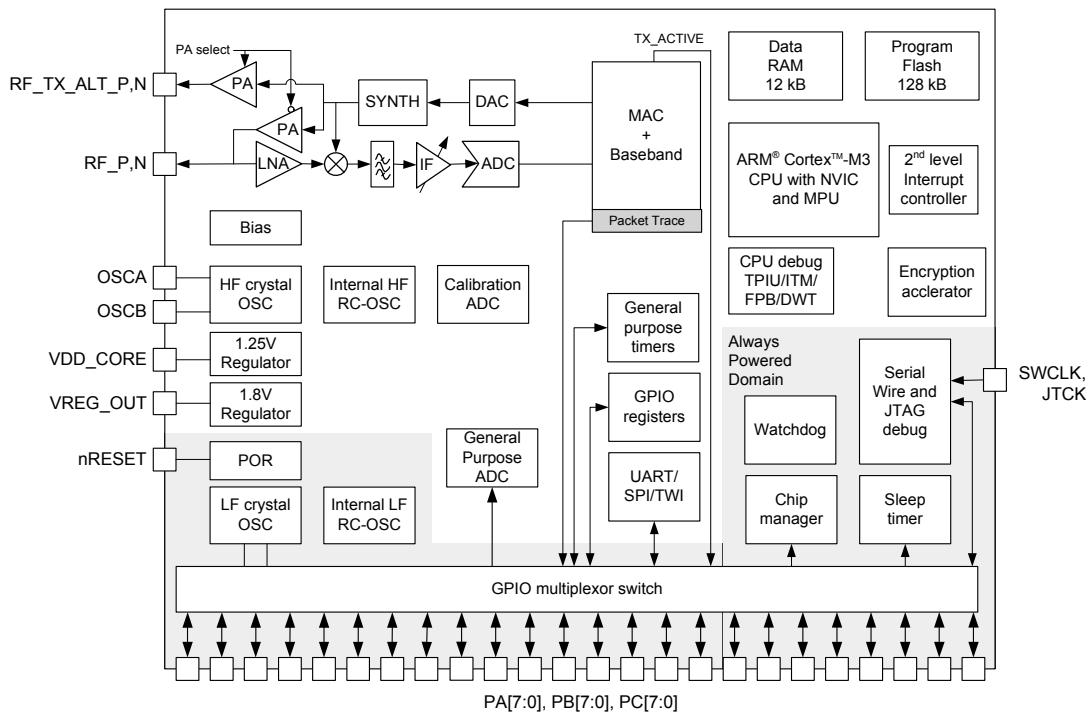 PA select
TX_ACTIVE
RF_TX_ALT_P,N
PA
SYNTH
DAC
MAC
+
Baseband
Data
RAM
12 kB
Program
Flash
128 kB
PA
RF_P,N
LNA
IF
ADC
Packet Trace
ARM® Cortex™-M3
CPU with NVIC
and MPU
2nd level
Interrupt
controller
Bias
OSCA
OSCB
HF crystal
OSC
Internal HF
RC-OSC
Calibration
ADC
CPU debug
TPIU/ITM/
FPB/DWT
Encryption
acclerator
VDD_CORE
1.25V
Regulator
General
purpose
timers
Always
Powered
Domain
Serial
Wire and
JTAG
debug
SWCLK,
JTCK
VREG_OUT
1.8V
Regulator
GPIO
registers
Watchdog
nRESET
POR
General
Purpose
ADC
UART/
SPI/TWI
LF crystal
OSC
Internal LF
RC-OSC
Chip
manager
Sleep
timer
GPIO multiplexor switch
PA[7:0], PB[7:0], PC[7:0]